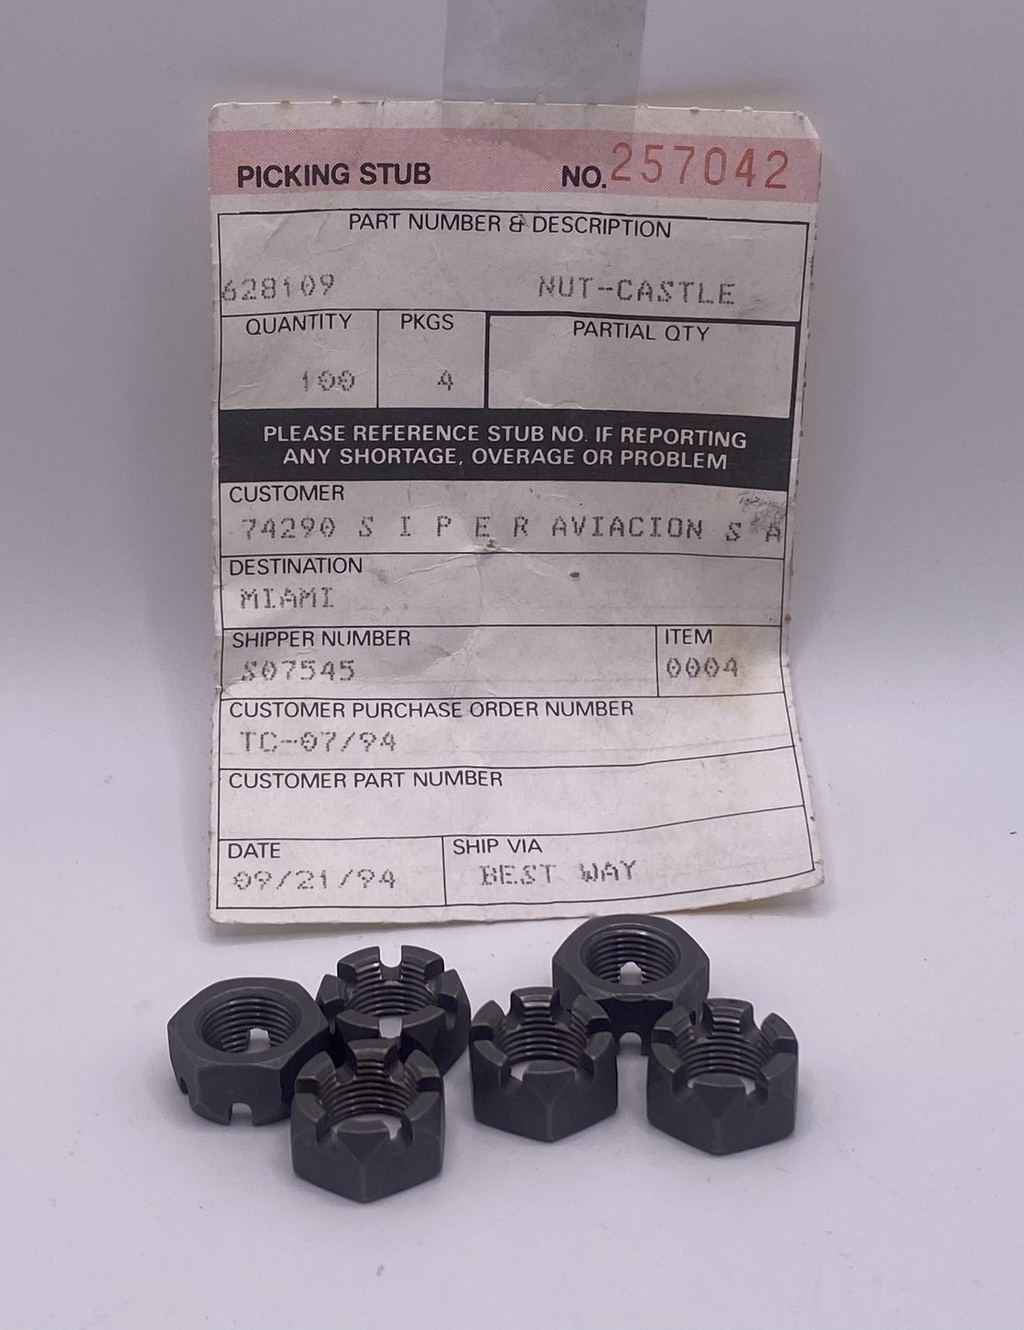 PICKING STUB NO. 257042
PART NUMBER & DESCRIPTION
628109 NUT-CASTLE
QUANTITY PKGS PARTIAL QTY
100 4
PLEASE REFERENCE STUB NO. IF REPORTING
ANY SHORTAGE, OVERAGE OR PROBLEM
CUSTOMER
74290 S I P E R AVIACION S A
DESTINATION
MIAMI
SHIPPER NUMBER ITEM
S07545 0004
CUSTOMER PURCHASE ORDER NUMBER
TC-07/94
CUSTOMER PART NUMBER
DATE SHIP VIA
09/21/94 BEST WAY